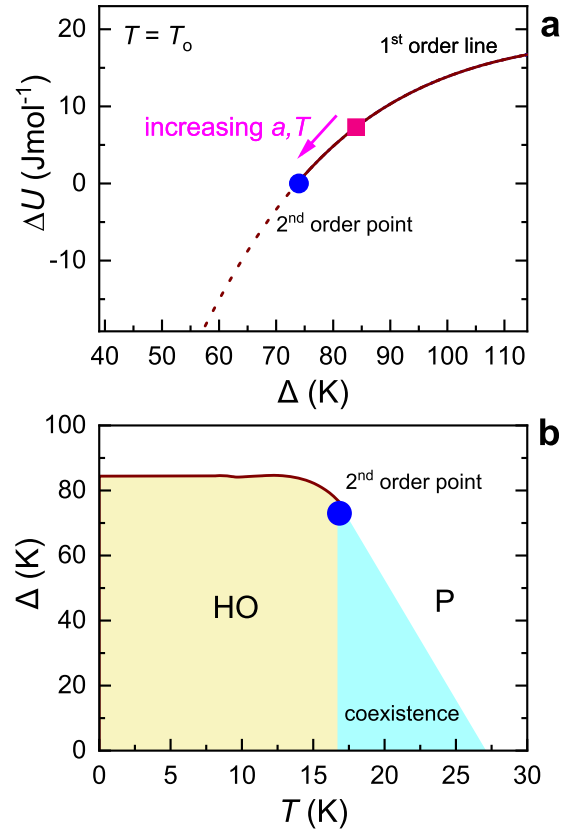 a
T = Tₒ
1ˢᵗ order line
increasing a,T
2ⁿᵈ order point
20
10
0
-10
ΔU (Jmol⁻¹)
40 50 60 70 80 90 100 110
Δ (K)
b
100
80
60
40
20
0
Δ (K)
2ⁿᵈ order point
HO
P
coexistence
0 5 10 15 20 25 30
T (K)